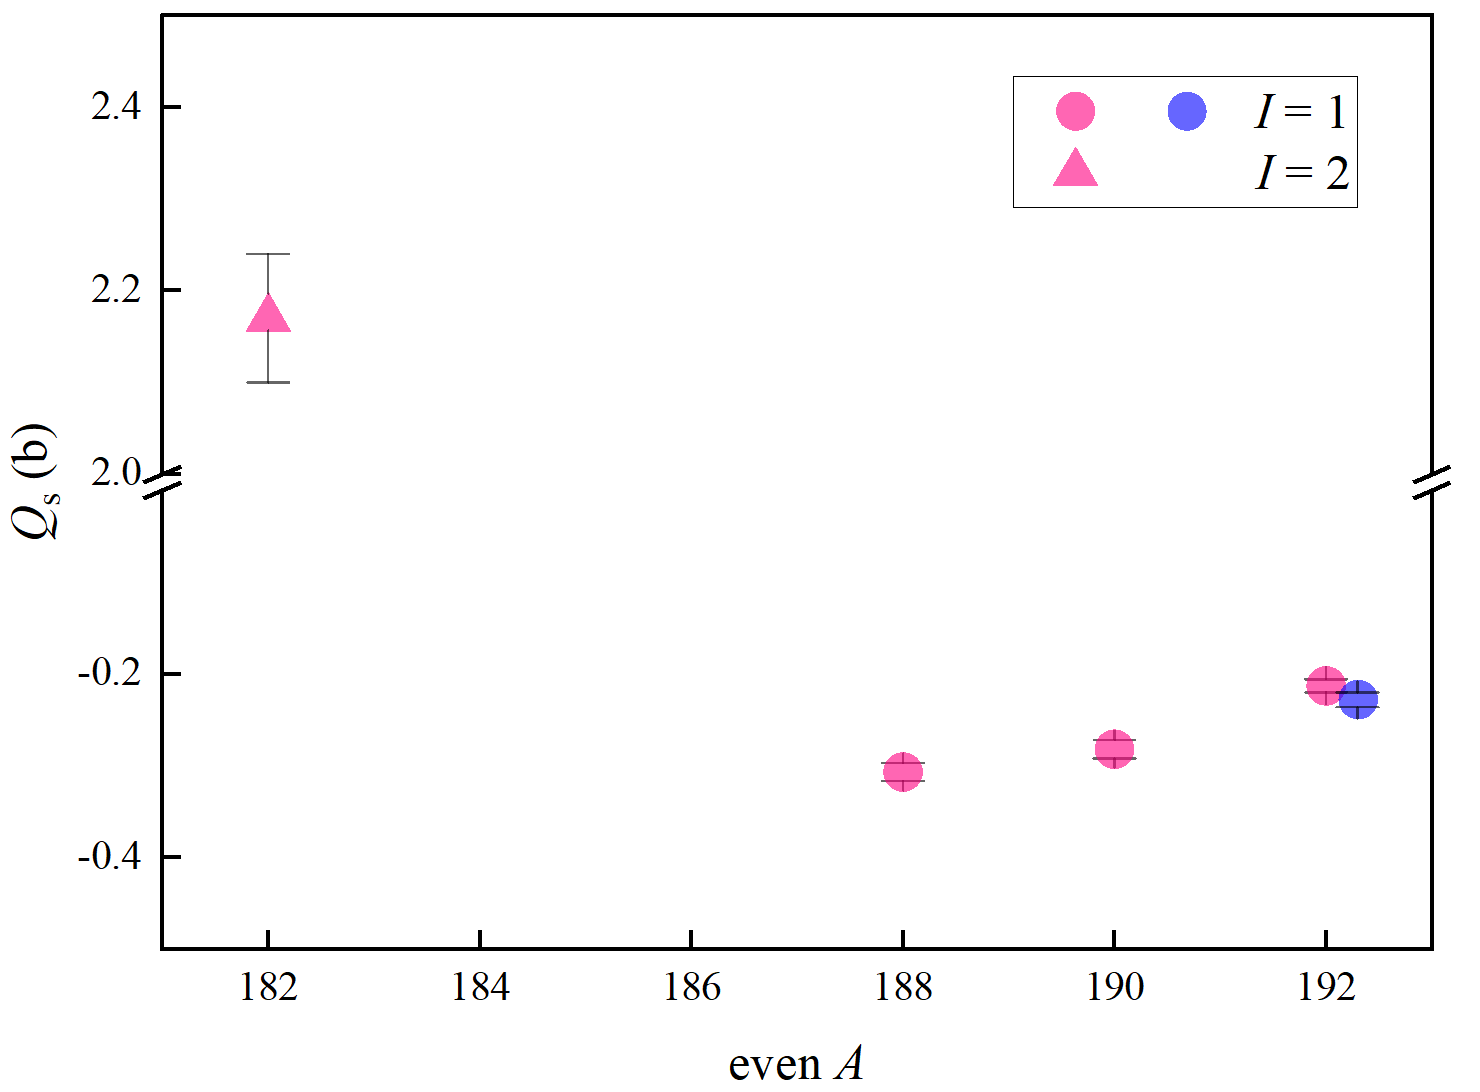 2.4
I = 1
I = 2
2.2
2.0
Qs (b)
-0.2
-0.4
182 184 186 188 190 192
even A